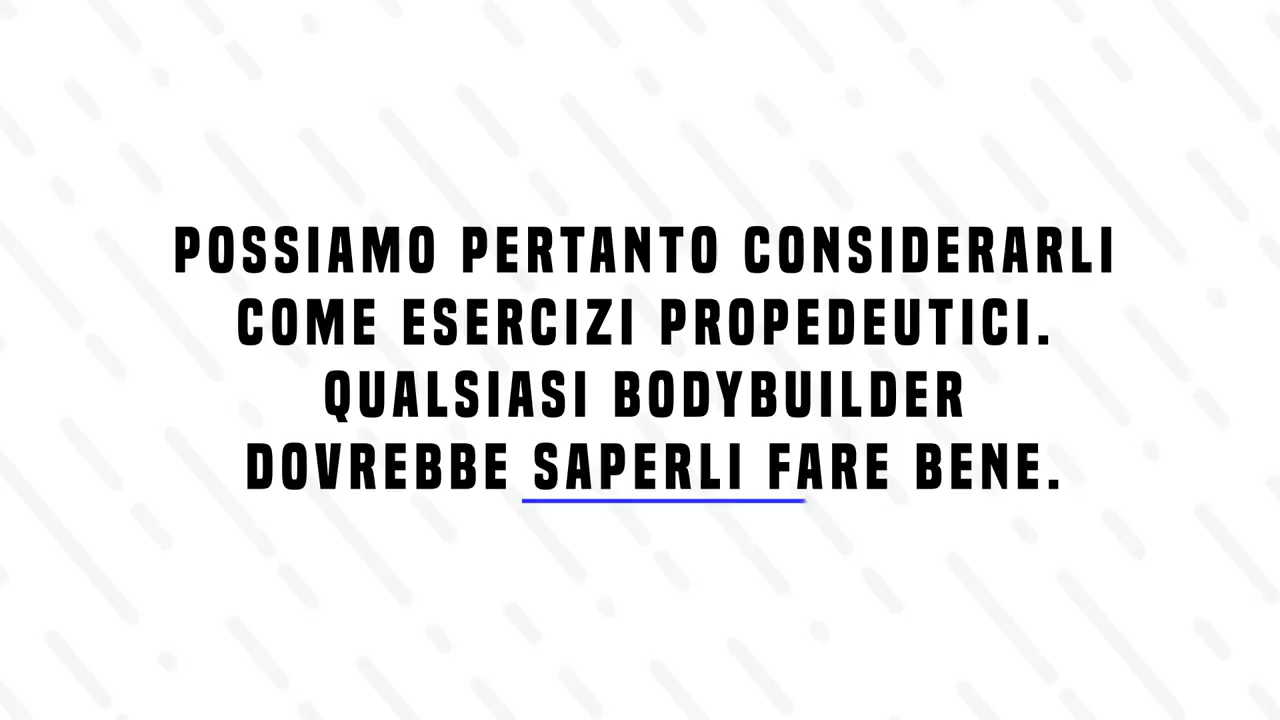 POSSIAMO PERTANTO CONSIDERARLI
COME ESERCIZI PROPEDEUTICI.
QUALSIASI BODYBUILDER
DOVREBBE SAPERLI FARE BENE.